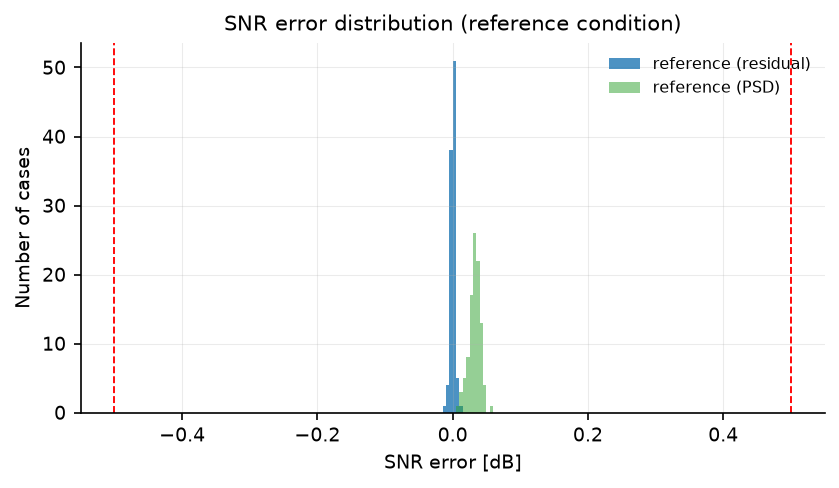 SNR error distribution (reference condition)
reference (residual)
reference (PSD)
Number of cases
50
40
30
20
10
0
−0.4 −0.2 0.0 0.2 0.4
SNR error [dB]